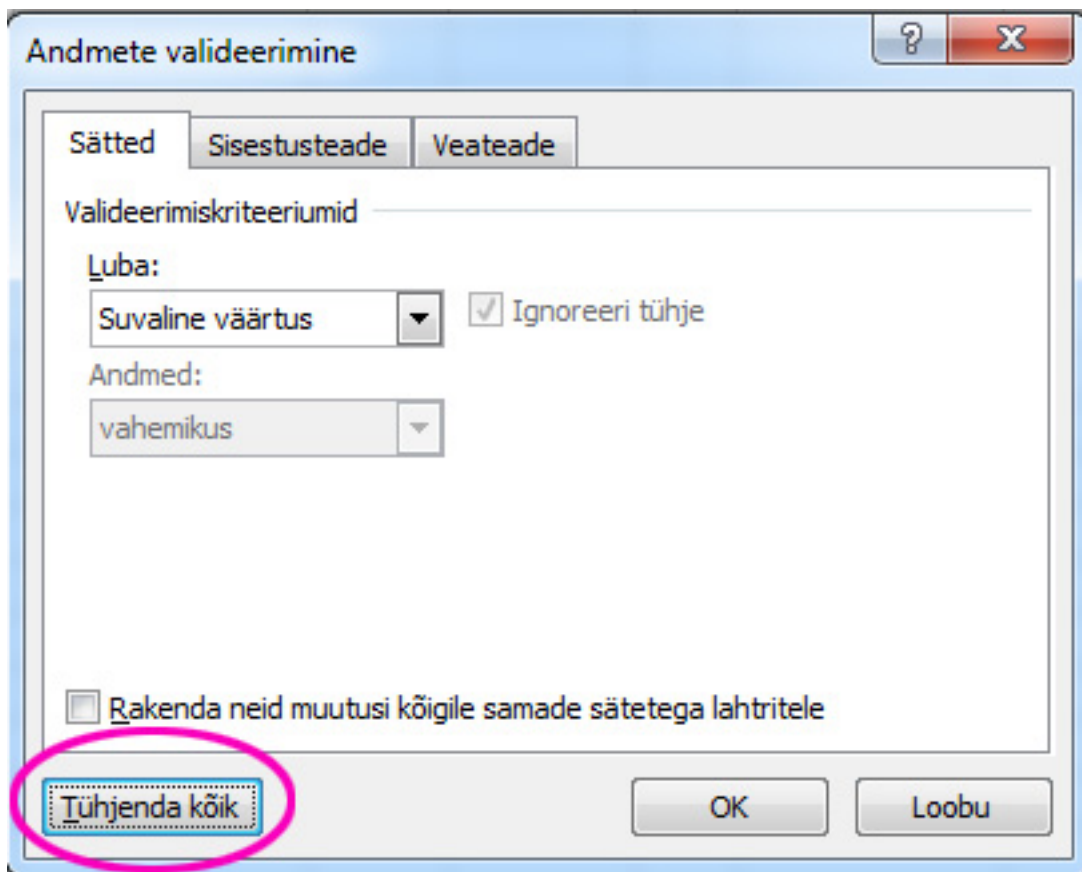 Andmete valideerimine
Sätted Sisestusteade Veateade
Valideerimiskriteeriumid
Luba:
Suvaline väärtus Ignoreeri tühje
Andmed:
vahemikus
Rakenda neid muutusi kõigile samade sätetega lahtritele
Tühjenda kõik OK Loobu